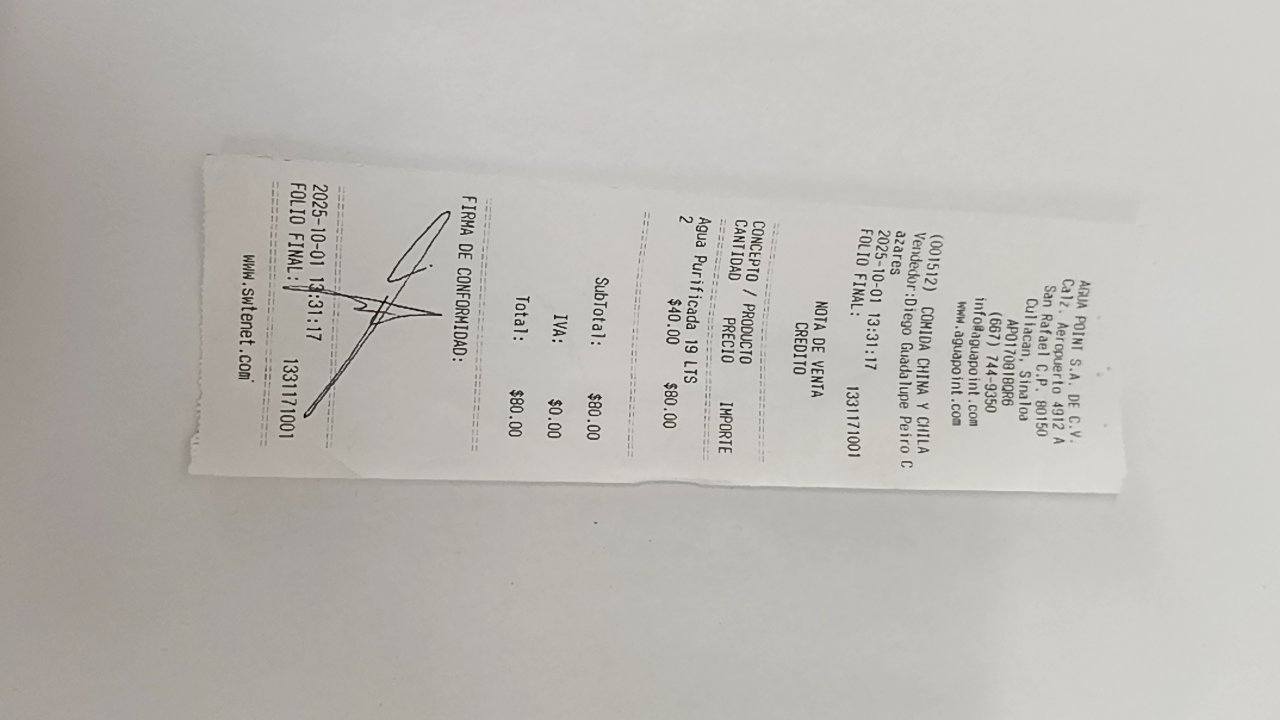 AGUA POINT S.A. DE C.V.
Calz. Aeropuerto 4912 A
San Rafael C.P. 80150
Culiacan, Sinaloa
APO170818QR6
(667) 744-9350
info@aguapoint.com
www.aguapoint.com
(001512) COMIDA CHINA Y CHILA
Vendedor:Diego Guadalupe Peiro C
azares
2025-10-01 13:31:17
FOLIO FINAL: 1331171001
NOTA DE VENTA
CREDITO
CONCEPTO / PRODUCTO
CANTIDAD PRECIO IMPORTE
Agua Purificada 19 LTS
2 $40.00 $80.00
SubTotal: $80.00
IVA: $0.00
Total: $80.00
FIRMA DE CONFORMIDAD:
2025-10-01 13:31:17
FOLIO FINAL: 1331171001
www.swtenet.com